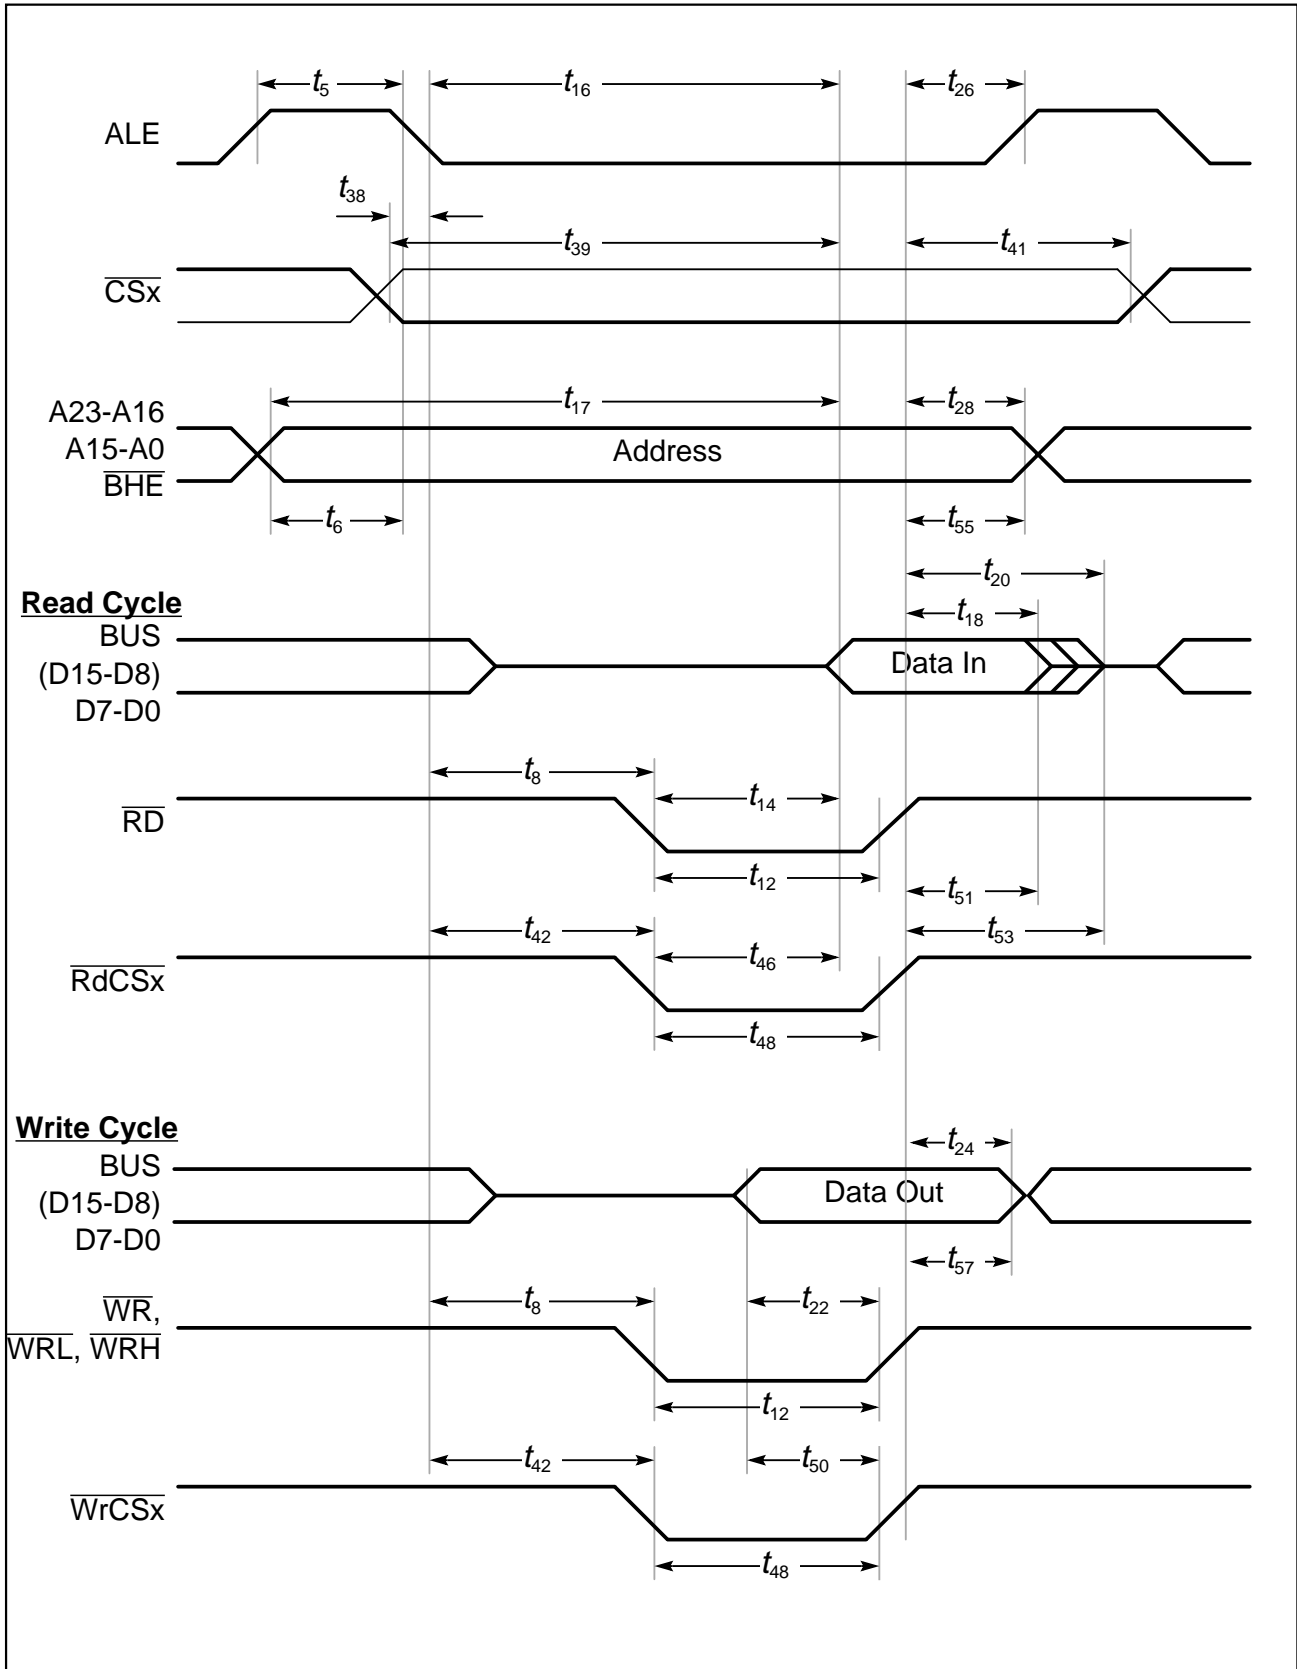 t5
t16
t26
ALE
t38
t39
t41
CSx
A23-A16
t17
t28
A15-A0
Address
BHE
t6
t55
t20
Read Cycle
t18
BUS
Data In
(D15-D8)
D7-D0
t8
t14
RD
t12
t51
t42
t53
t46
RdCSx
t48
Write Cycle
t24
BUS
(D15-D8)
Data Out
D7-D0
t57
WR,
t8
t22
WRL, WRH
t12
t42
t50
WrCSx
t48